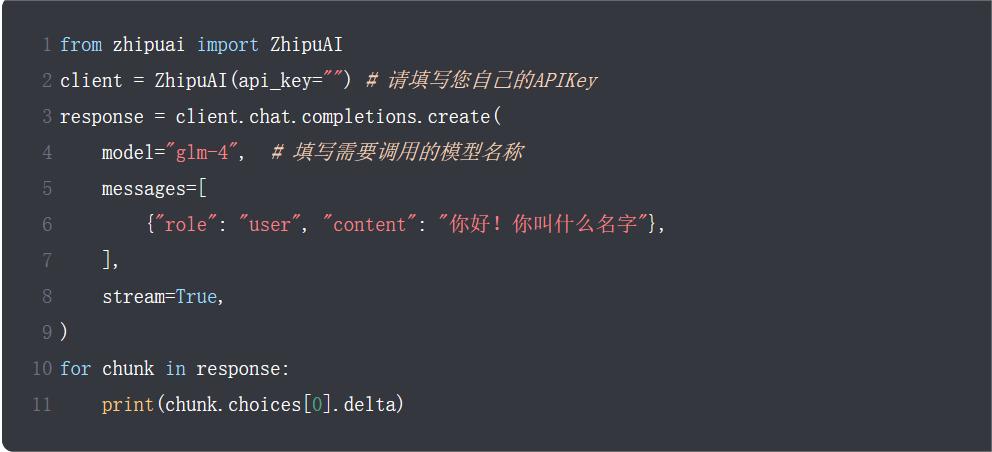 1 from zhipuai import ZhipuAI
2 client = ZhipuAI(api_key="") # 请填写您自己的APIKey
3 response = client.chat.completions.create(
4     model="glm-4",  # 填写需要调用的模型名称
5     messages=[
6         {"role": "user", "content": "你好！你叫什么名字"},
7     ],
8     stream=True,
9 )
10 for chunk in response:
11     print(chunk.choices[0].delta)